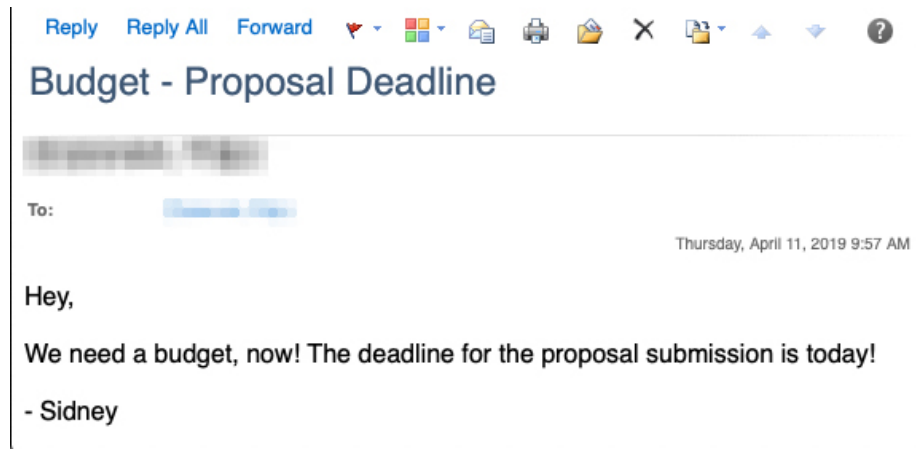 Reply Reply All Forward
Budget - Proposal Deadline
To:
Thursday, April 11, 2019 9:57 AM
Hey,
We need a budget, now! The deadline for the proposal submission is today!
- Sidney